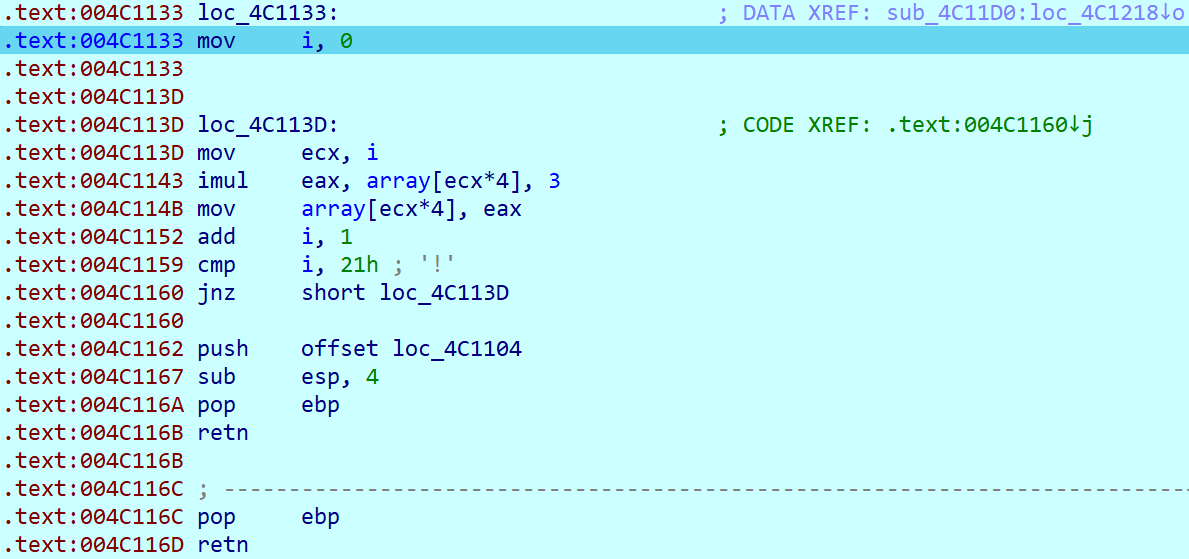 .text:004C1133 loc_4C1133: ; DATA XREF: sub_4C11D0:loc_4C1218↓o
.text:004C1133 mov i, 0
.text:004C1133
.text:004C113D
.text:004C113D loc_4C113D: ; CODE XREF: .text:004C1160↓j
.text:004C113D mov ecx, i
.text:004C1143 imul eax, array[ecx*4], 3
.text:004C114B mov array[ecx*4], eax
.text:004C1152 add i, 1
.text:004C1159 cmp i, 21h ; '!'
.text:004C1160 jnz short loc_4C113D
.text:004C1160
.text:004C1162 push offset loc_4C1104
.text:004C1167 sub esp, 4
.text:004C116A pop ebp
.text:004C116B retn
.text:004C116B
.text:004C116C ; ---------------------------------------------------------------------------
.text:004C116C pop ebp
.text:004C116D retn